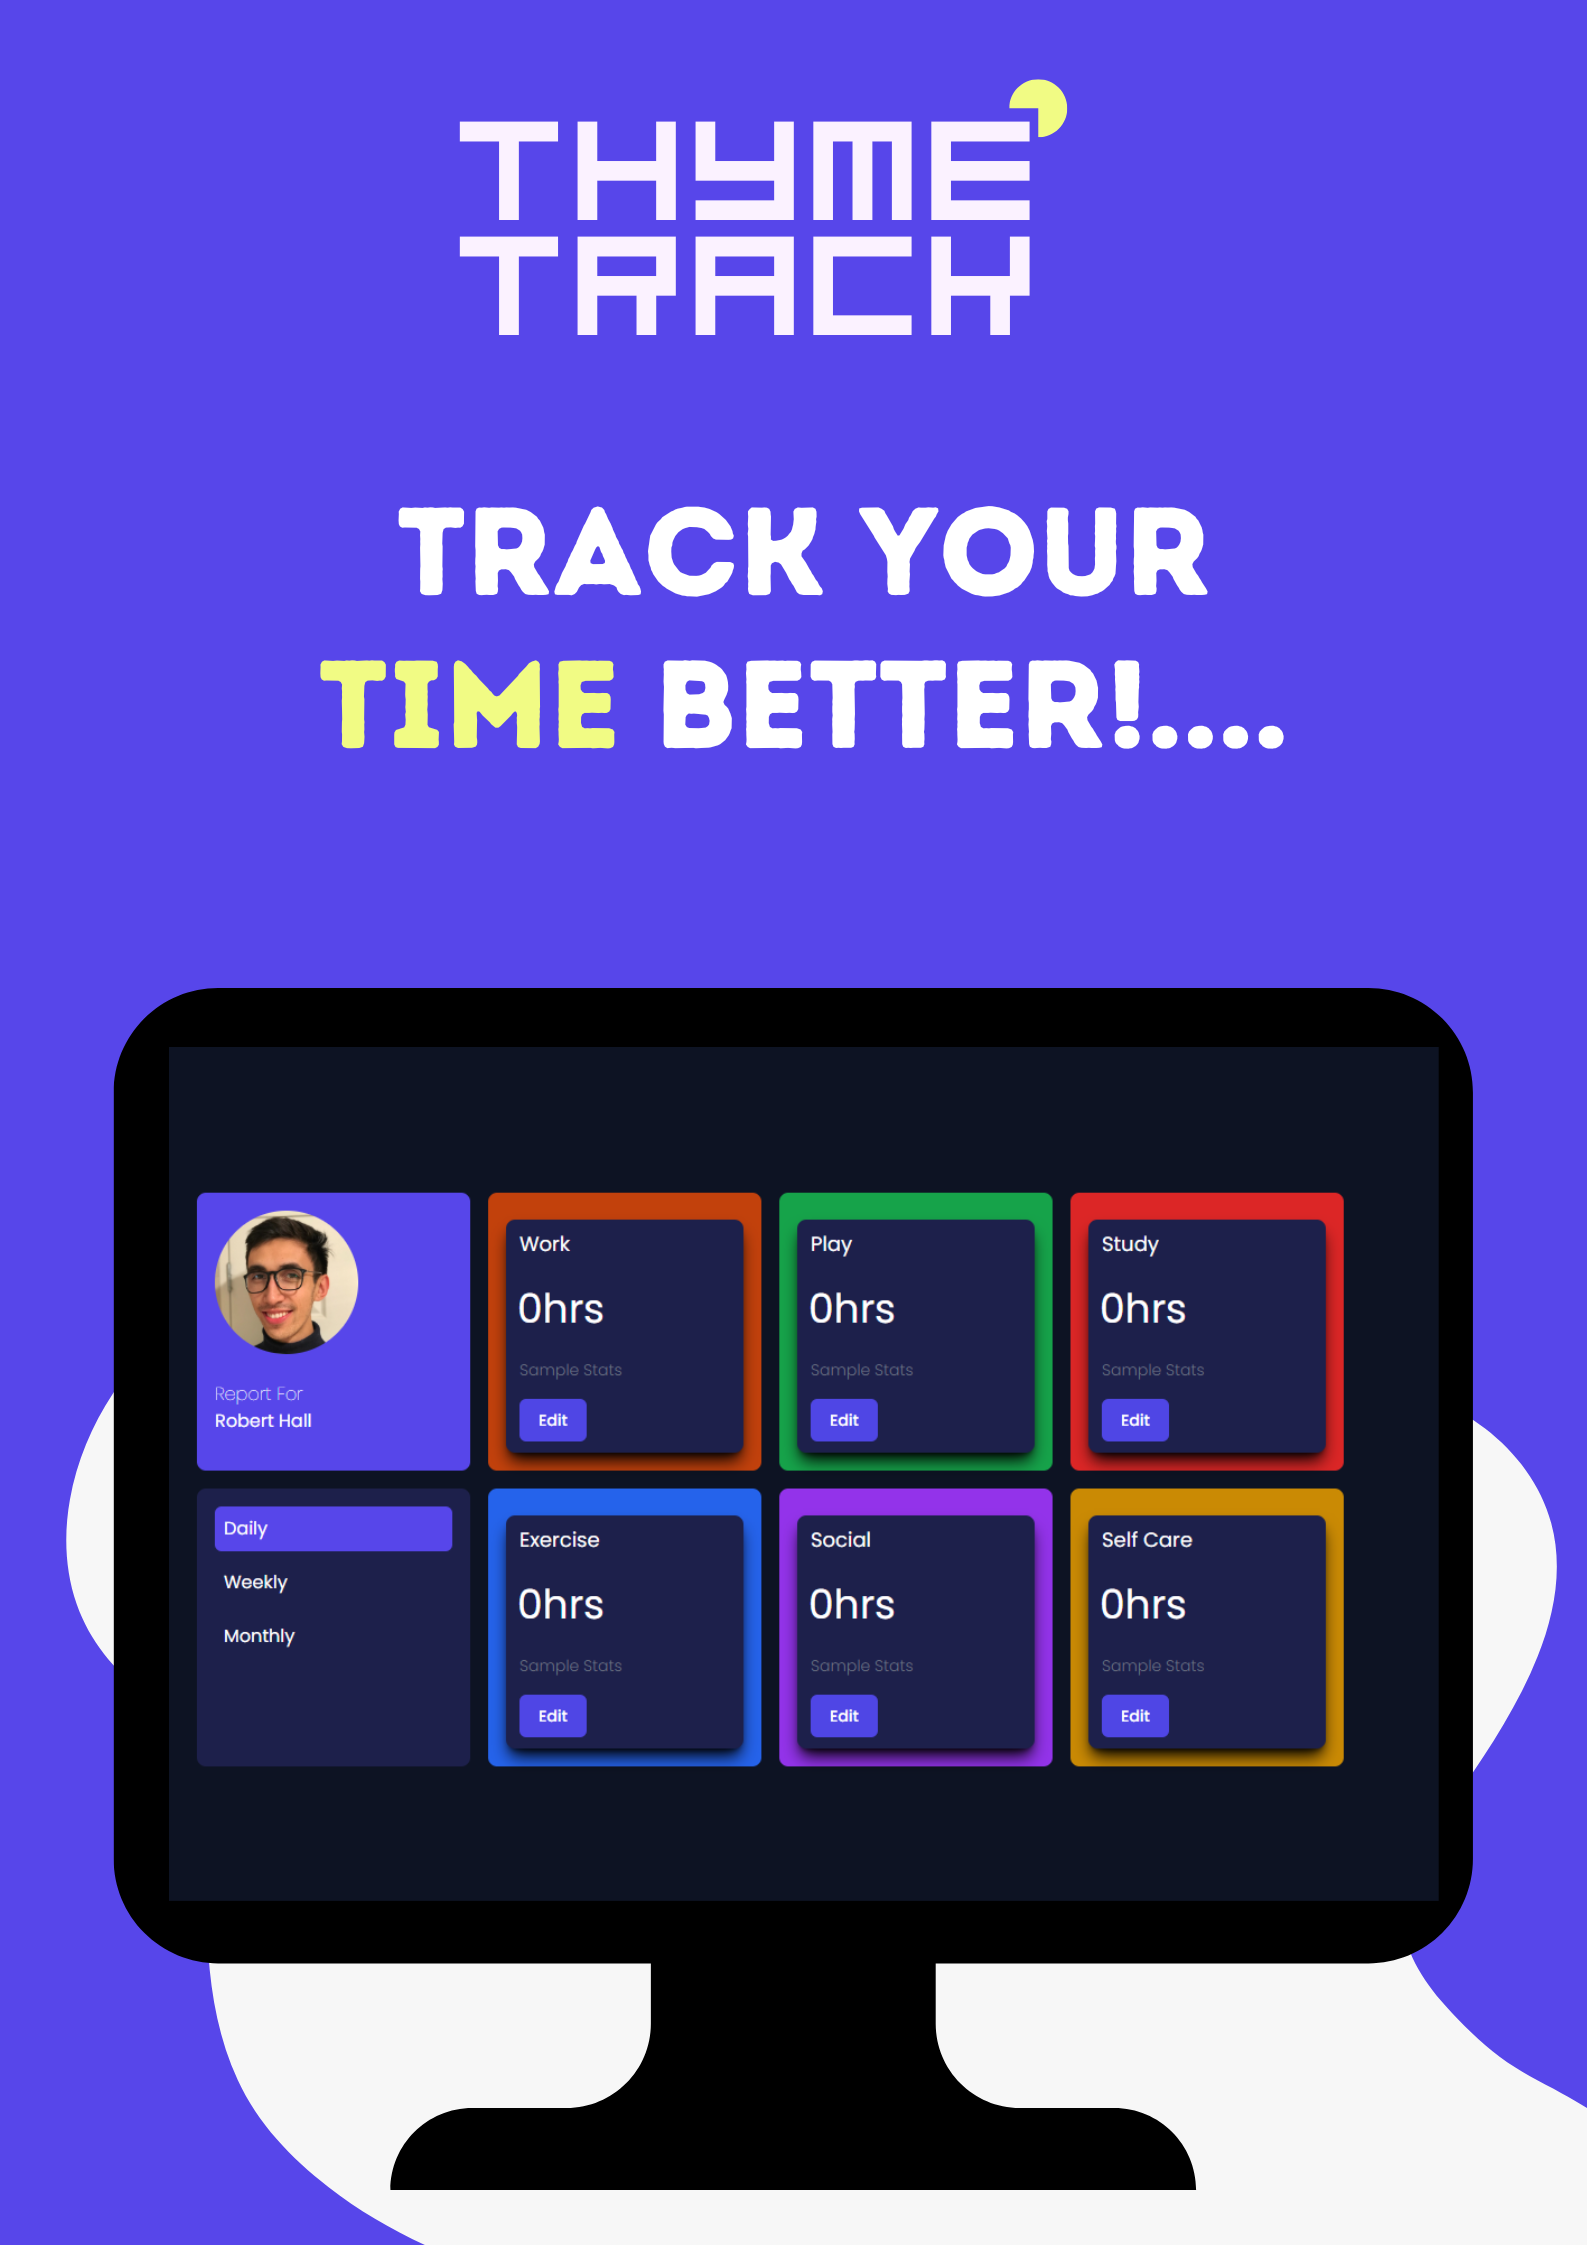 THYME
TRACK
TRACK YOUR
TIME BETTER!....
Report For
Robert Hall
Daily
Weekly
Monthly
Work
0hrs
Sample Stats
Edit
Play
0hrs
Sample Stats
Edit
Study
0hrs
Sample Stats
Edit
Exercise
0hrs
Sample Stats
Edit
Social
0hrs
Sample Stats
Edit
Self Care
0hrs
Sample Stats
Edit